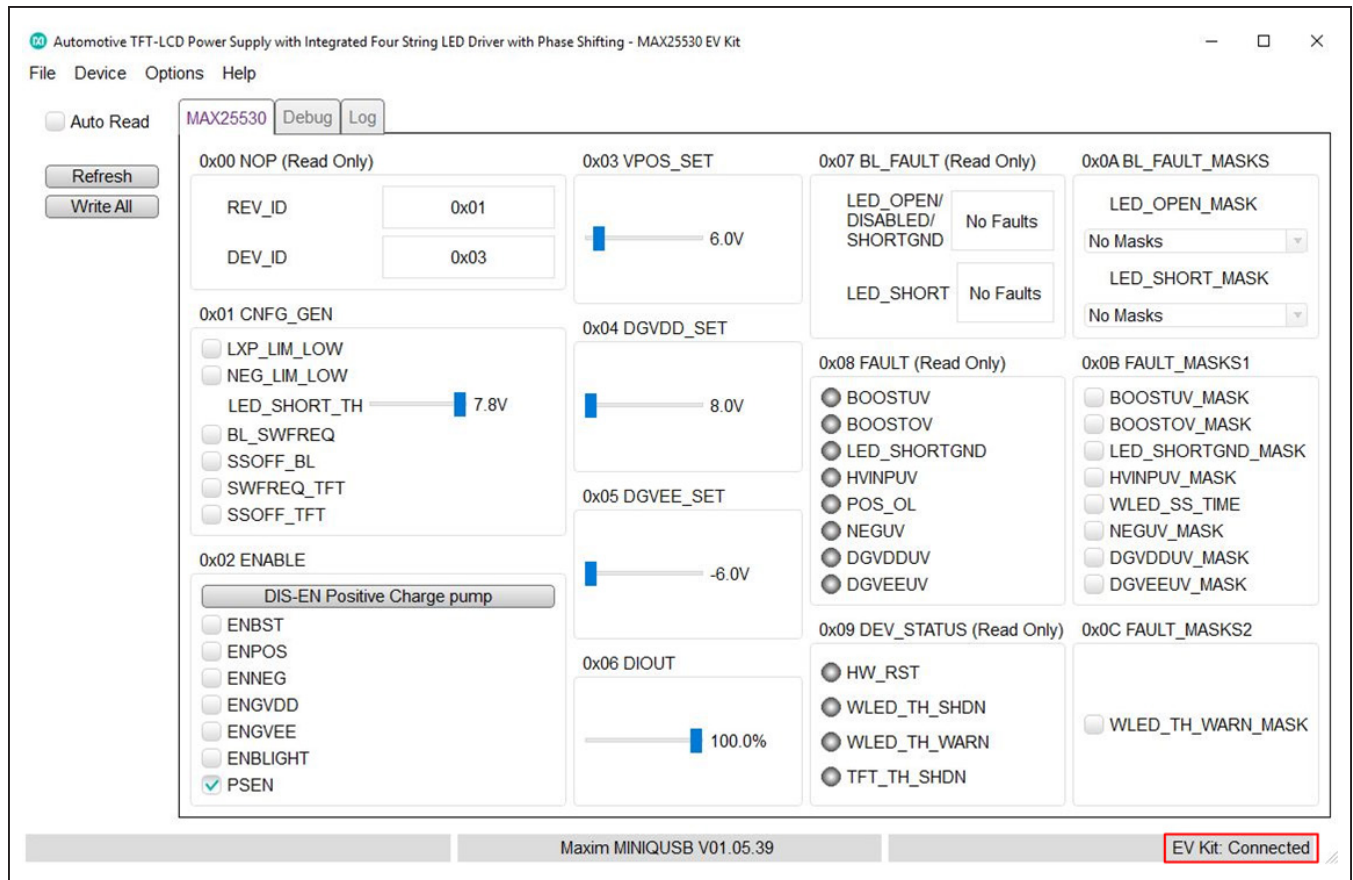 Automotive TFT-LCD Power Supply with Integrated Four String LED Driver with Phase Shifting - MAX25530 EV Kit
File Device Options Help
Auto Read
Refresh
Write All
MAX25530 Debug Log
0x00 NOP (Read Only)
REV_ID 0x01
DEV_ID 0x03
0x01 CNFG_GEN
LXP_LIM_LOW
NEG_LIM_LOW
LED_SHORT_TH 7.8V
BL_SWFREQ
SSOFF_BL
SWFREQ_TFT
SSOFF_TFT
0x02 ENABLE
DIS-EN Positive Charge pump
ENBST
ENPOS
ENNEG
ENGVDD
ENGVEE
ENBLIGHT
PSEN
0x03 VPOS_SET
6.0V
0x04 DGVDD_SET
8.0V
0x05 DGVEE_SET
-6.0V
0x06 DIOUT
100.0%
0x07 BL_FAULT (Read Only)
LED_OPEN/
DISABLED/
SHORTGND
No Faults
LED_SHORT No Faults
0x08 FAULT (Read Only)
BOOSTUV
BOOSTOV
LED_SHORTGND
HVINPUV
POS_OL
NEGUV
DGVDDUV
DGVEEUV
0x09 DEV_STATUS (Read Only)
HW_RST
WLED_TH_SHDN
WLED_TH_WARN
TFT_TH_SHDN
0x0A BL_FAULT_MASKS
LED_OPEN_MASK
No Masks
LED_SHORT_MASK
No Masks
0x0B FAULT_MASKS1
BOOSTUV_MASK
BOOSTOV_MASK
LED_SHORTGND_MASK
HVINPUV_MASK
WLED_SS_TIME
NEGUV_MASK
DGVDDUV_MASK
DGVEEUV_MASK
0x0C FAULT_MASKS2
WLED_TH_WARN_MASK
Maxim MINIQUSB V01.05.39
EV Kit: Connected